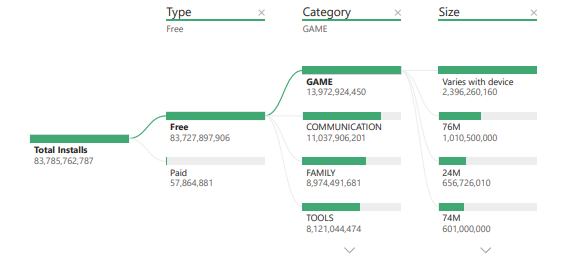 Type ×
Free
Category ×
GAME
Size ×
Total Installs
83,785,762,787
Free
83,727,897,906
Paid
57,864,881
GAME
13,972,924,450
COMMUNICATION
11,037,906,201
FAMILY
8,974,491,681
TOOLS
8,121,044,474
Varies with device
2,396,260,160
76M
1,010,500,000
24M
656,726,010
74M
601,000,000